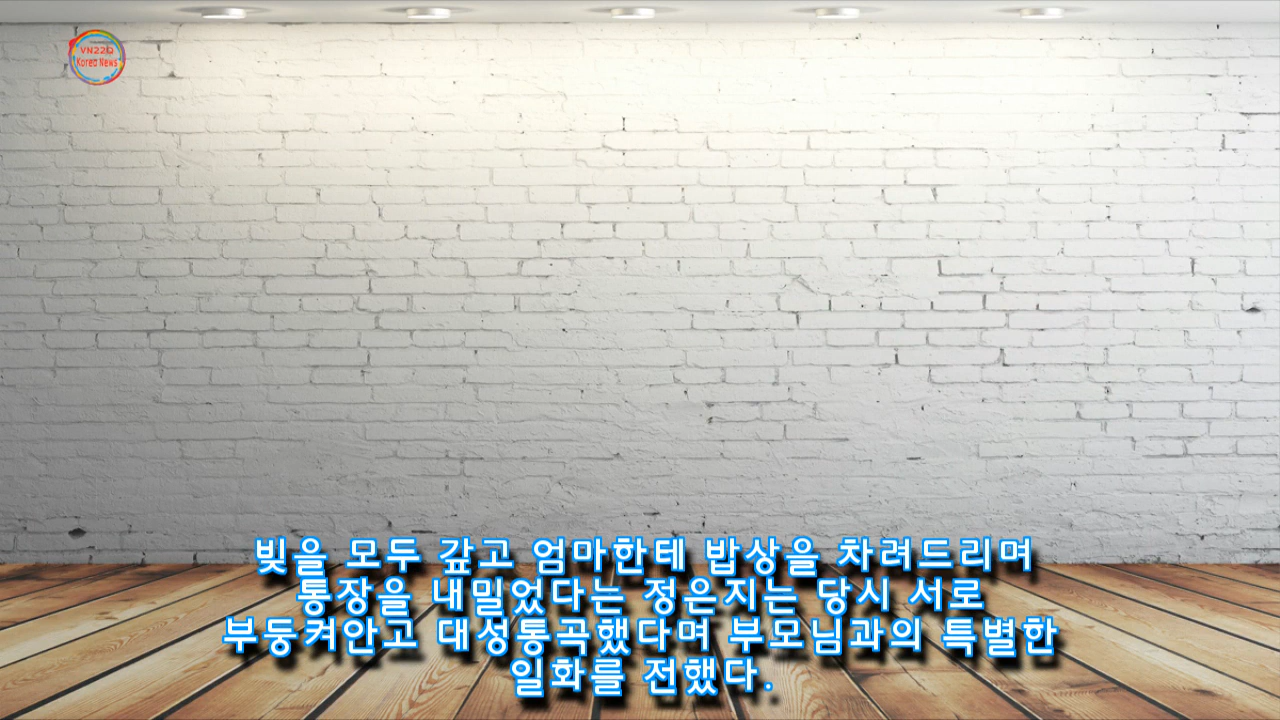 VN22G
Korea News
빚을 모두 갚고 엄마한테 밥상을 차려드리며
통장을 내밀었다는 정은지는 당시 서로
부둥켜안고 대성통곡했다며 부모님과의 특별한
일화를 전했다.